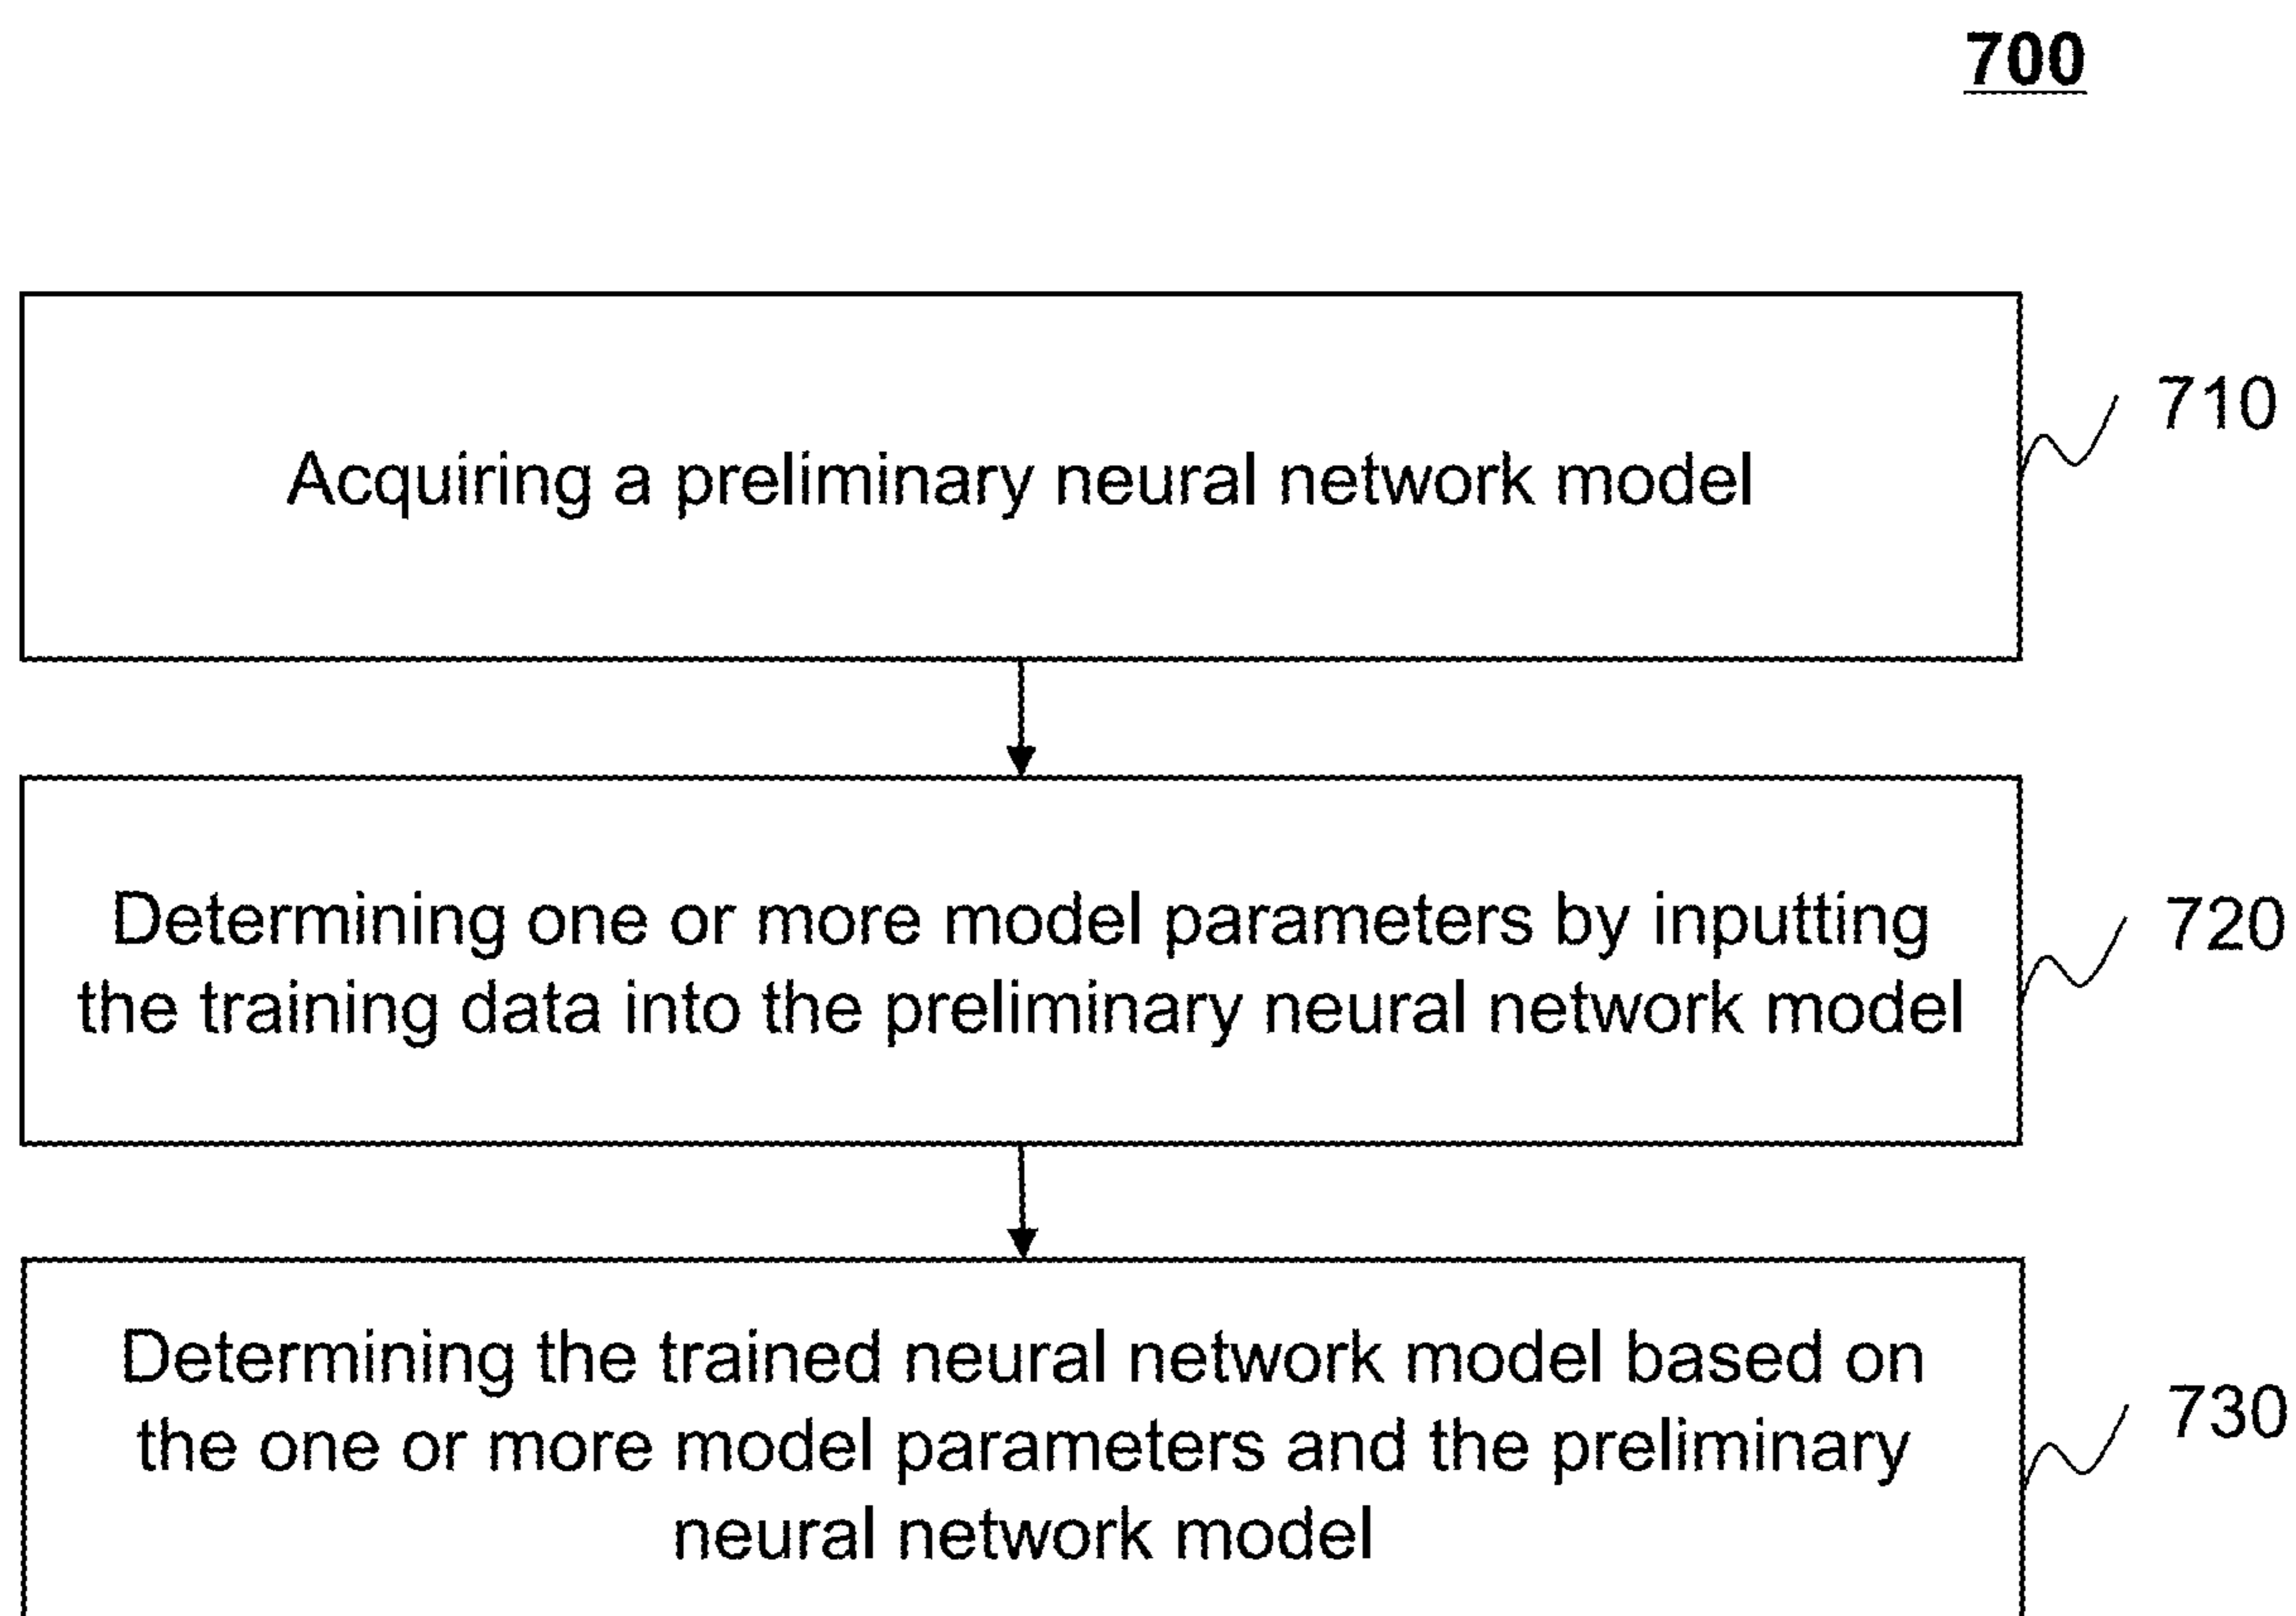 700
Acquiring a preliminary neural network model
710
Determining one or more model parameters by inputting
the training data into the preliminary neural network model
720
Determining the trained neural network model based on
the one or more model parameters and the preliminary
neural network model
730